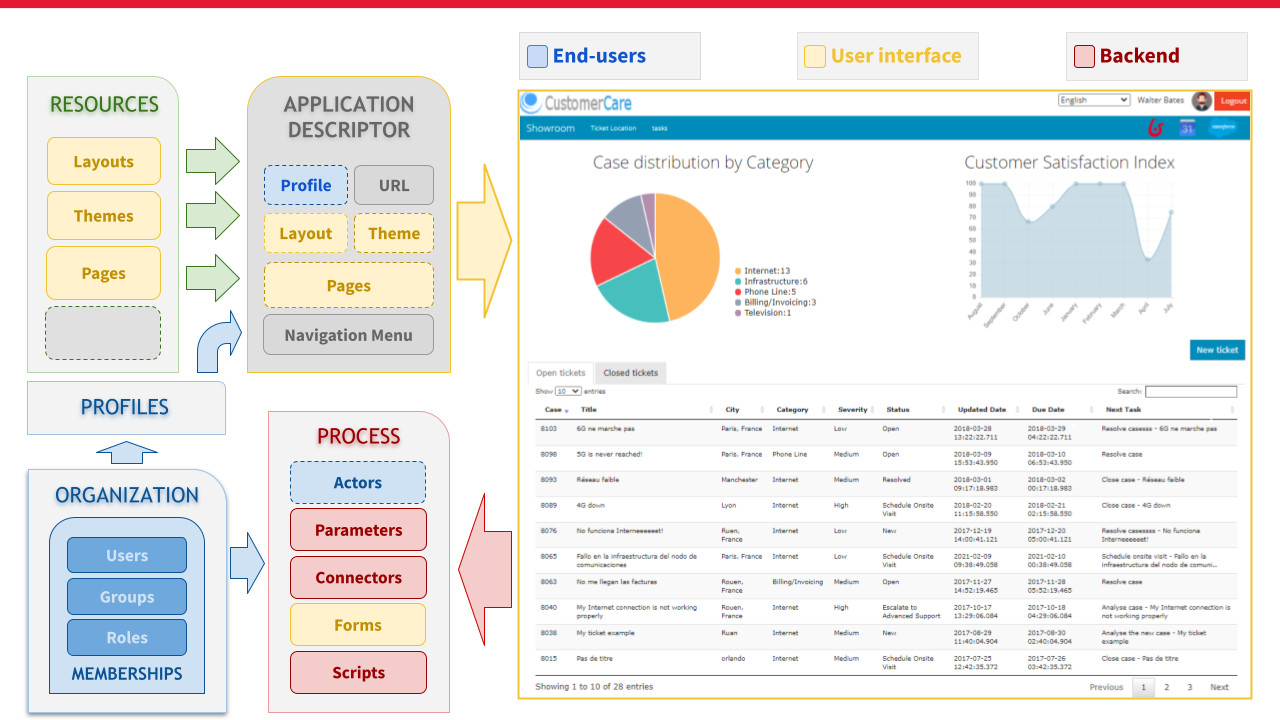 End-users
User interface
Backend
RESOURCES
Layouts
Themes
Pages
APPLICATION
DESCRIPTOR
Profile
URL
Layout
Theme
Pages
Navigation Menu
PROFILES
ORGANIZATION
Users
Groups
Roles
MEMBERSHIPS
PROCESS
Actors
Parameters
Connectors
Forms
Scripts
CustomerCare
English
Walter Bates
Logout
Showroom Ticket Location tasks
31
Case distribution by Category
Internet:13
Infrastructure:6
Phone Line:5
Billing/Invoicing:3
Television:1
Customer Satisfaction Index
100
90
80
70
60
50
40
30
20
10
0
August September October June January February March April July
New ticket
Open tickets Closed tickets
Show 10 entries
Search:
Case Title City Category Severity Status Updated Date Due Date Next Task
8103 6G ne marche pas Paris, France Internet Low Open 2018-03-28 2018-03-29 Resolve casesss - 6G ne marche pas
13:22:22.711 04:22:22.711
8098 5G is never reached! Paris, France Phone Line Medium Open 2018-03-09 2018-03-10 Resolve case
15:53:43.950 06:53:43.950
8093 Réseau faible Manchester Internet Medium Resolved 2018-03-01 2018-03-02 Close case - Réseau faible
09:17:18.983 00:17:18.983
8089 4G down Lyon Internet High Schedule Onsite 2018-02-20 2018-02-21 Close case - 4G down
Visit 11:15:58.550 02:15:58.550
8076 No funciona Interneeeeeet! Ruen, Internet Low New 2017-12-19 2017-12-20 Resolve casesss - No funciona
France 14:00:41.121 05:00:41.121 Interneeeeeet!
8065 Fallo en la infraestructura del nodo de Paris, France Internet Low Schedule Onsite 2021-02-09 2021-02-10 Schedule onsite visit - Fallo en la
comunicaciones Visit 09:38:49.058 00:38:49.058 infraestructura del nodo de comuni...
8063 No me llegan las facturas Rouen, Billing/Invoicing Medium Open 2017-11-27 2017-11-28 Resolve case
France 14:52:19.465 05:52:19.465
8040 My Internet connection is not working Rouen, Internet High Escalate to 2017-10-17 2017-10-18 Analyse case - My Internet connection is
properly France Advanced Support 13:29:06.084 04:29:06.084 not working properly
8038 My ticket example Ruan Internet Medium New 2017-08-29 2017-08-30 Analyse the new case - My ticket
11:40:04.904 02:40:04.904 example
8015 Pas de titre orlando Internet Medium Schedule Onsite 2017-07-25 2017-07-26 Close case - Pas de titre
Visit 12:42:35.372 03:42:35.372
Showing 1 to 10 of 28 entries
Previous 1 2 3 Next